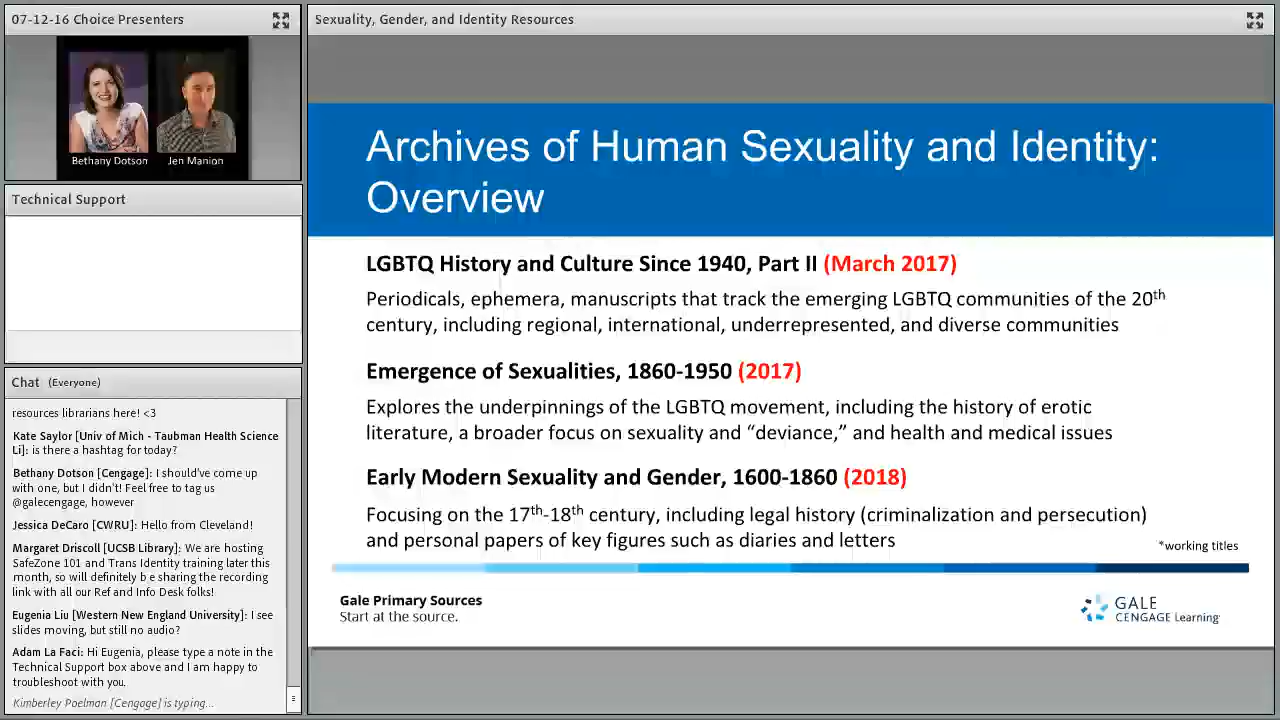 07-12-16 Choice Presenters
Bethany Dotson
Jen Manion
Technical Support
Chat (Everyone)
resources librarians here! <3
Kate Saylor [Univ of Mich - Taubman Health Science
Li]: is there a hashtag for today?
Bethany Dotson [Cengage]: I should've come up
with one, but I didn't! Feel free to tag us
@galecengage, however
Jessica DeCaro [CWRU]: Hello from Cleveland!
Margaret Driscoll [UCSB Library]: We are hosting
SafeZone 101 and Trans Identity training later this
month, so will definitely be sharing the recording
link with all our Ref and Info Desk folks!
Eugenia Liu [Western New England University]: I see
slides moving, but still no audio?
Adam La Faci: Hi Eugenia, please type a note in the
Technical Support box above and I am happy to
troubleshoot with you.
Kimberley Poelman [Cengage] is typing...
Sexuality, Gender, and Identity Resources
Archives of Human Sexuality and Identity:
Overview
LGBTQ History and Culture Since 1940, Part II (March 2017)
Periodicals, ephemera, manuscripts that track the emerging LGBTQ communities of the 20th
century, including regional, international, underrepresented, and diverse communities
Emergence of Sexualities, 1860-1950 (2017)
Explores the underpinnings of the LGBTQ movement, including the history of erotic
literature, a broader focus on sexuality and “deviance,” and health and medical issues
Early Modern Sexuality and Gender, 1600-1860 (2018)
Focusing on the 17th-18th century, including legal history (criminalization and persecution)
and personal papers of key figures such as diaries and letters
*working titles
Gale Primary Sources
Start at the source.
GALE
CENGAGE Learning